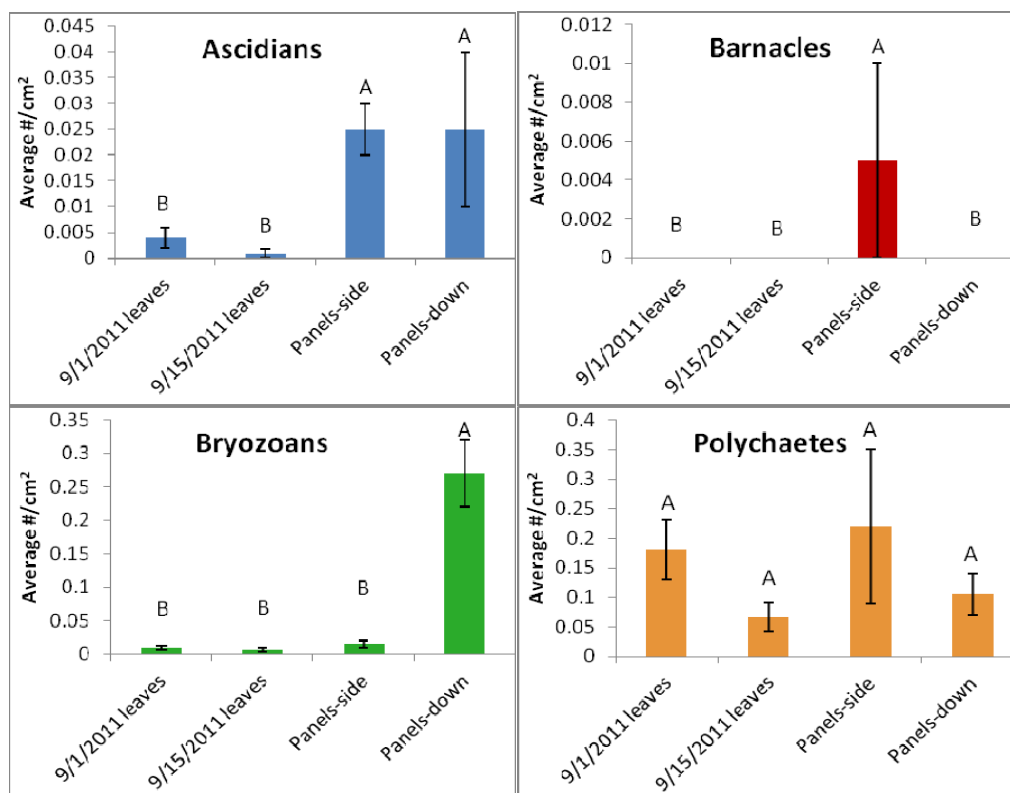 Ascidians
Average #/cm²
0.045
0.04
0.035
0.03
0.025
0.02
0.015
0.01
0.005
0
B
B
A
A
9/1/2011 leaves
9/15/2011 leaves
Panels-side
Panels-down
Barnacles
Average #/cm²
0.012
0.01
0.008
0.006
0.004
0.002
0
B
B
A
B
9/1/2011 leaves
9/15/2011 leaves
Panels-side
Panels-down
Bryozoans
Average #/cm²
0.35
0.3
0.25
0.2
0.15
0.1
0.05
0
B
B
B
A
9/1/2011 leaves
9/15/2011 leaves
Panels-side
Panels-down
Polychaetes
Average #/cm²
0.4
0.35
0.3
0.25
0.2
0.15
0.1
0.05
0
A
A
A
A
9/1/2011 leaves
9/15/2011 leaves
Panels-side
Panels-down